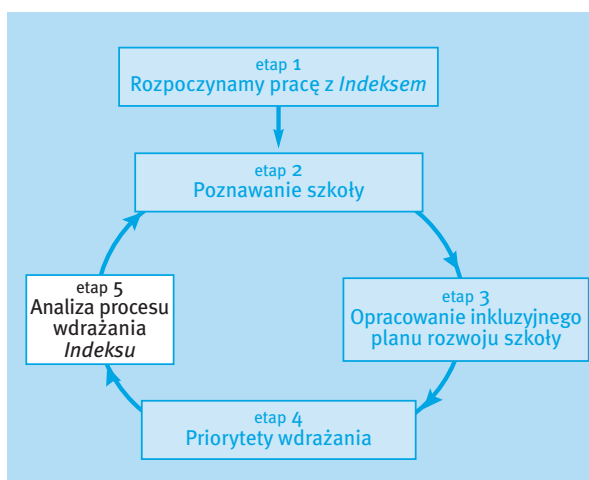 etap 1
Rozpoczynamy pracę z Indeksem
etap 2
Poznawanie szkoły
etap 3
Opracowanie inkluzyjnego
planu rozwoju szkoły
etap 4
Priorytety wdrażania
etap 5
Analiza procesu
wdrażania
Indeksu